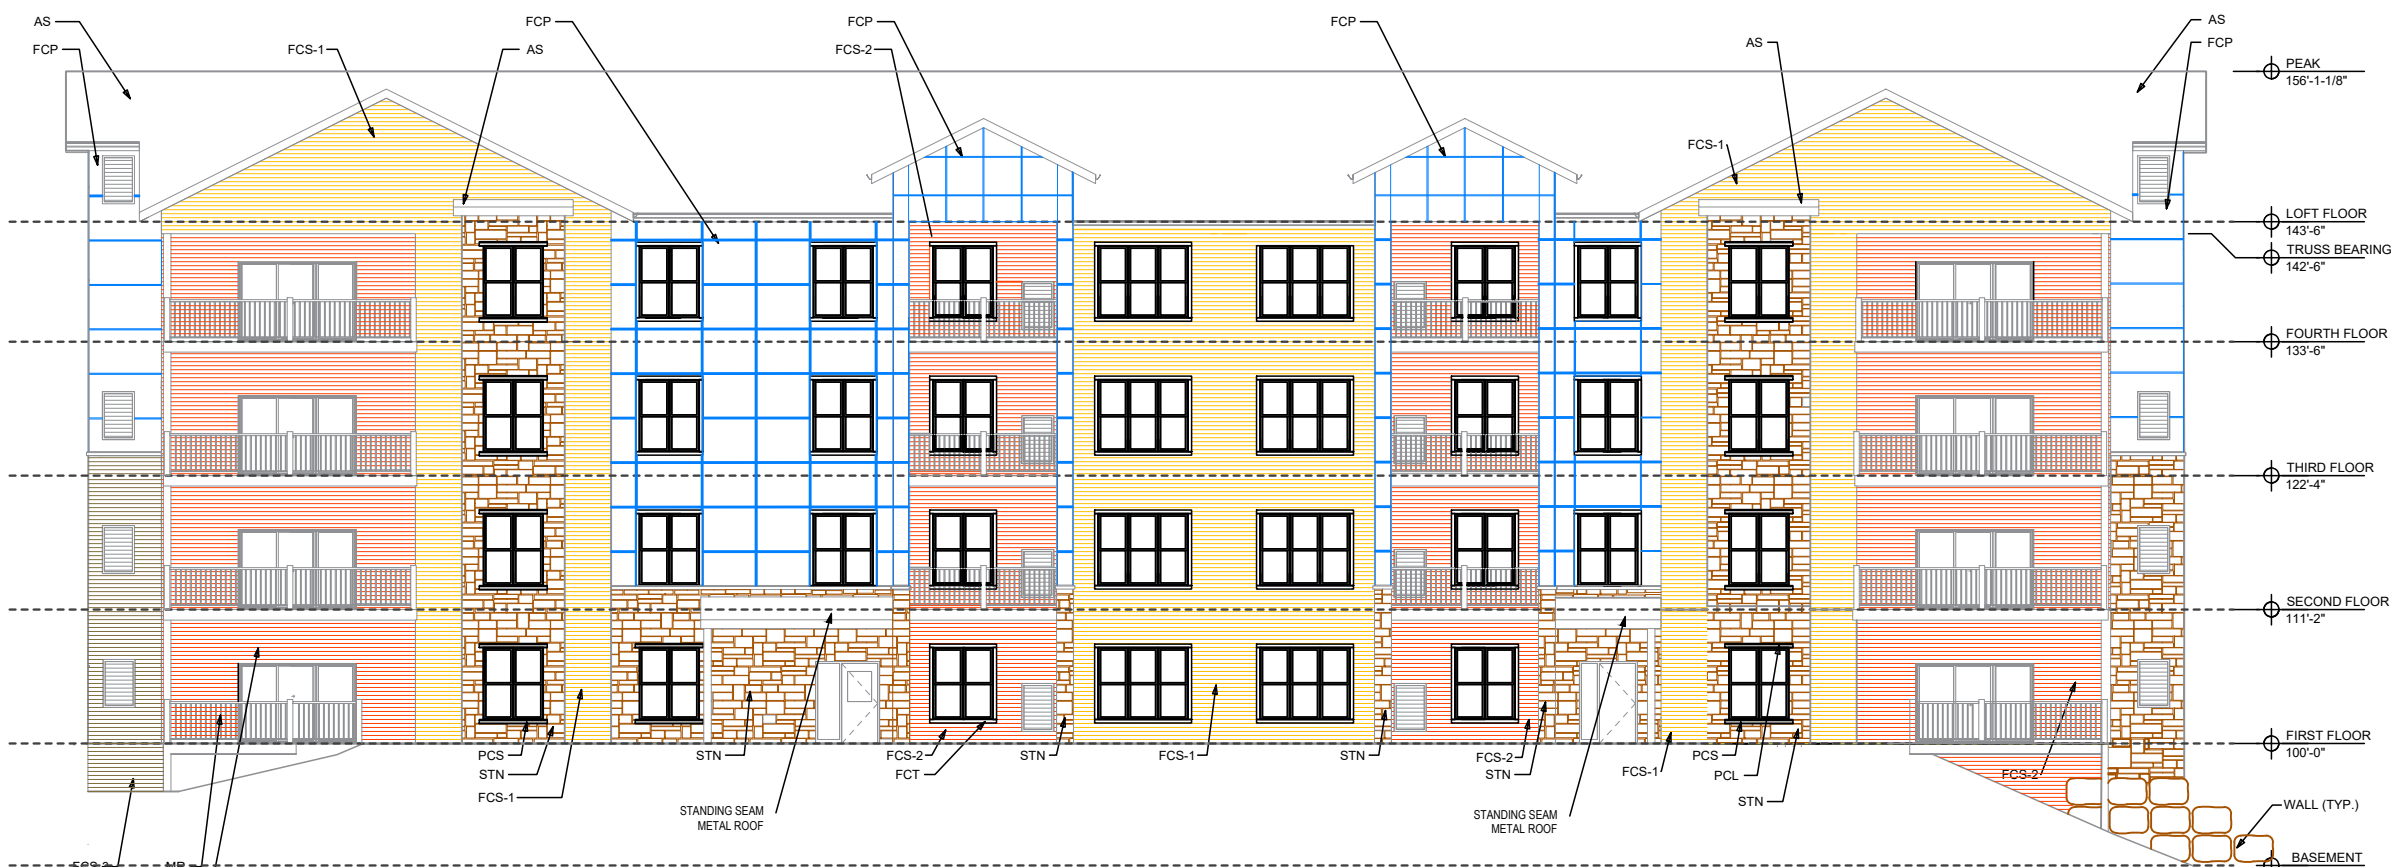 AS
FCP
FCS-1
FCP
AS
FCP
FCS-2
FCP
AS
FCS-1
AS
FCP
PEAK
156'-1-1/8"
LOFT FLOOR
143'-6"
TRUSS BEARING
142'-6"
FOURTH FLOOR
133'-6"
THIRD FLOOR
122'-4"
SECOND FLOOR
111'-2"
FIRST FLOOR
100'-0"
PCS
STN
FCS-1
STN
STANDING SEAM
METAL ROOF
FCS-2
FCT
STN
FCS-1
STN
FCS-2
STN
STANDING SEAM
METAL ROOF
FCS-1
PCS
PCL
STN
FCS-2
WALL (TYP.)
BASEMENT